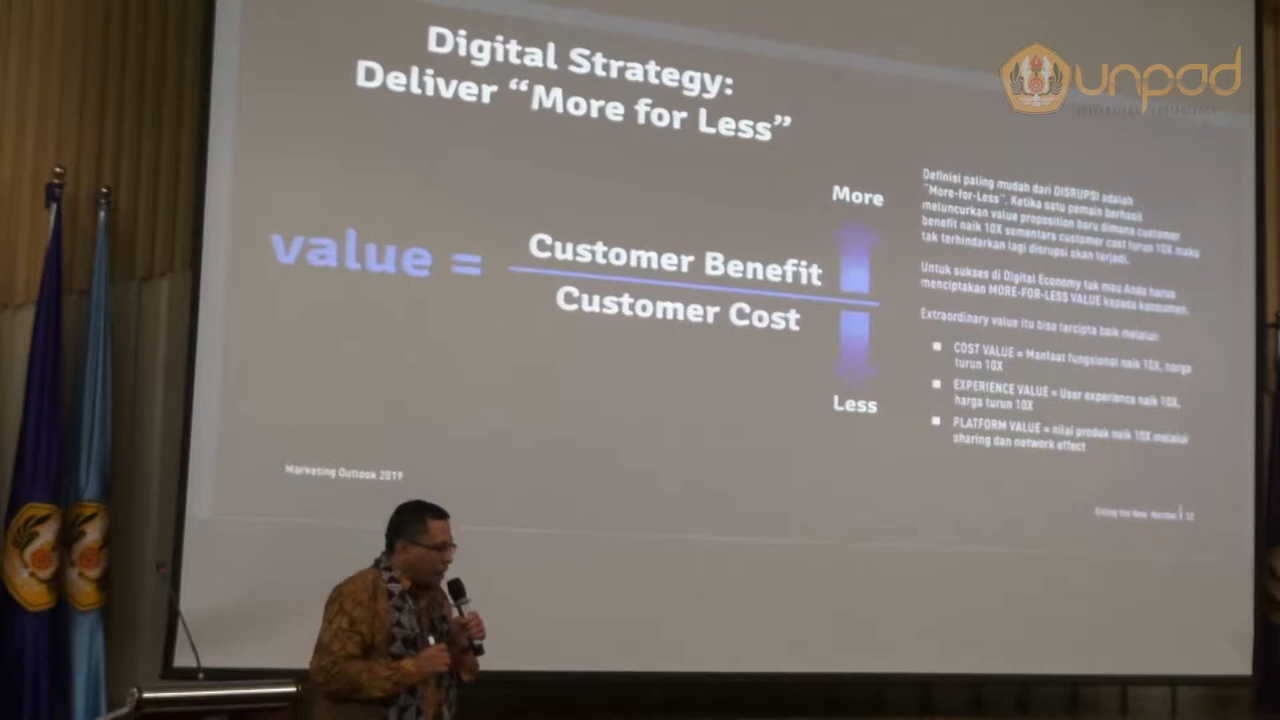 unpad
UNIVERSITAS PADJADJARAN
Digital Strategy:
Deliver “More for Less”
value =
Customer Benefit
Customer Cost
More
Less
Definisi paling mudah dari DISRUPSI adalah
"More-for-Less". Ketika satu pemain berhasil
meluncurkan value proposition baru dimana customer
benefit naik 10X sementara customer cost turun 10X maka
tak terhindarkan lagi disrupsi akan terjadi.
Untuk sukses di Digital Economy tak mau Anda harus
menciptakan MORE-FOR-LESS VALUE kepada konsumen.
Extraordinary value itu bisa tercipta baik melalui:
■ COST VALUE = Manfaat fungsional naik 10X, harga
turun 10X
■ EXPERIENCE VALUE = User experience naik 10X,
harga turun 10X
■ PLATFORM VALUE = nilai produk naik 10X melalui
sharing dan network effect
Marketing Outlook 2019